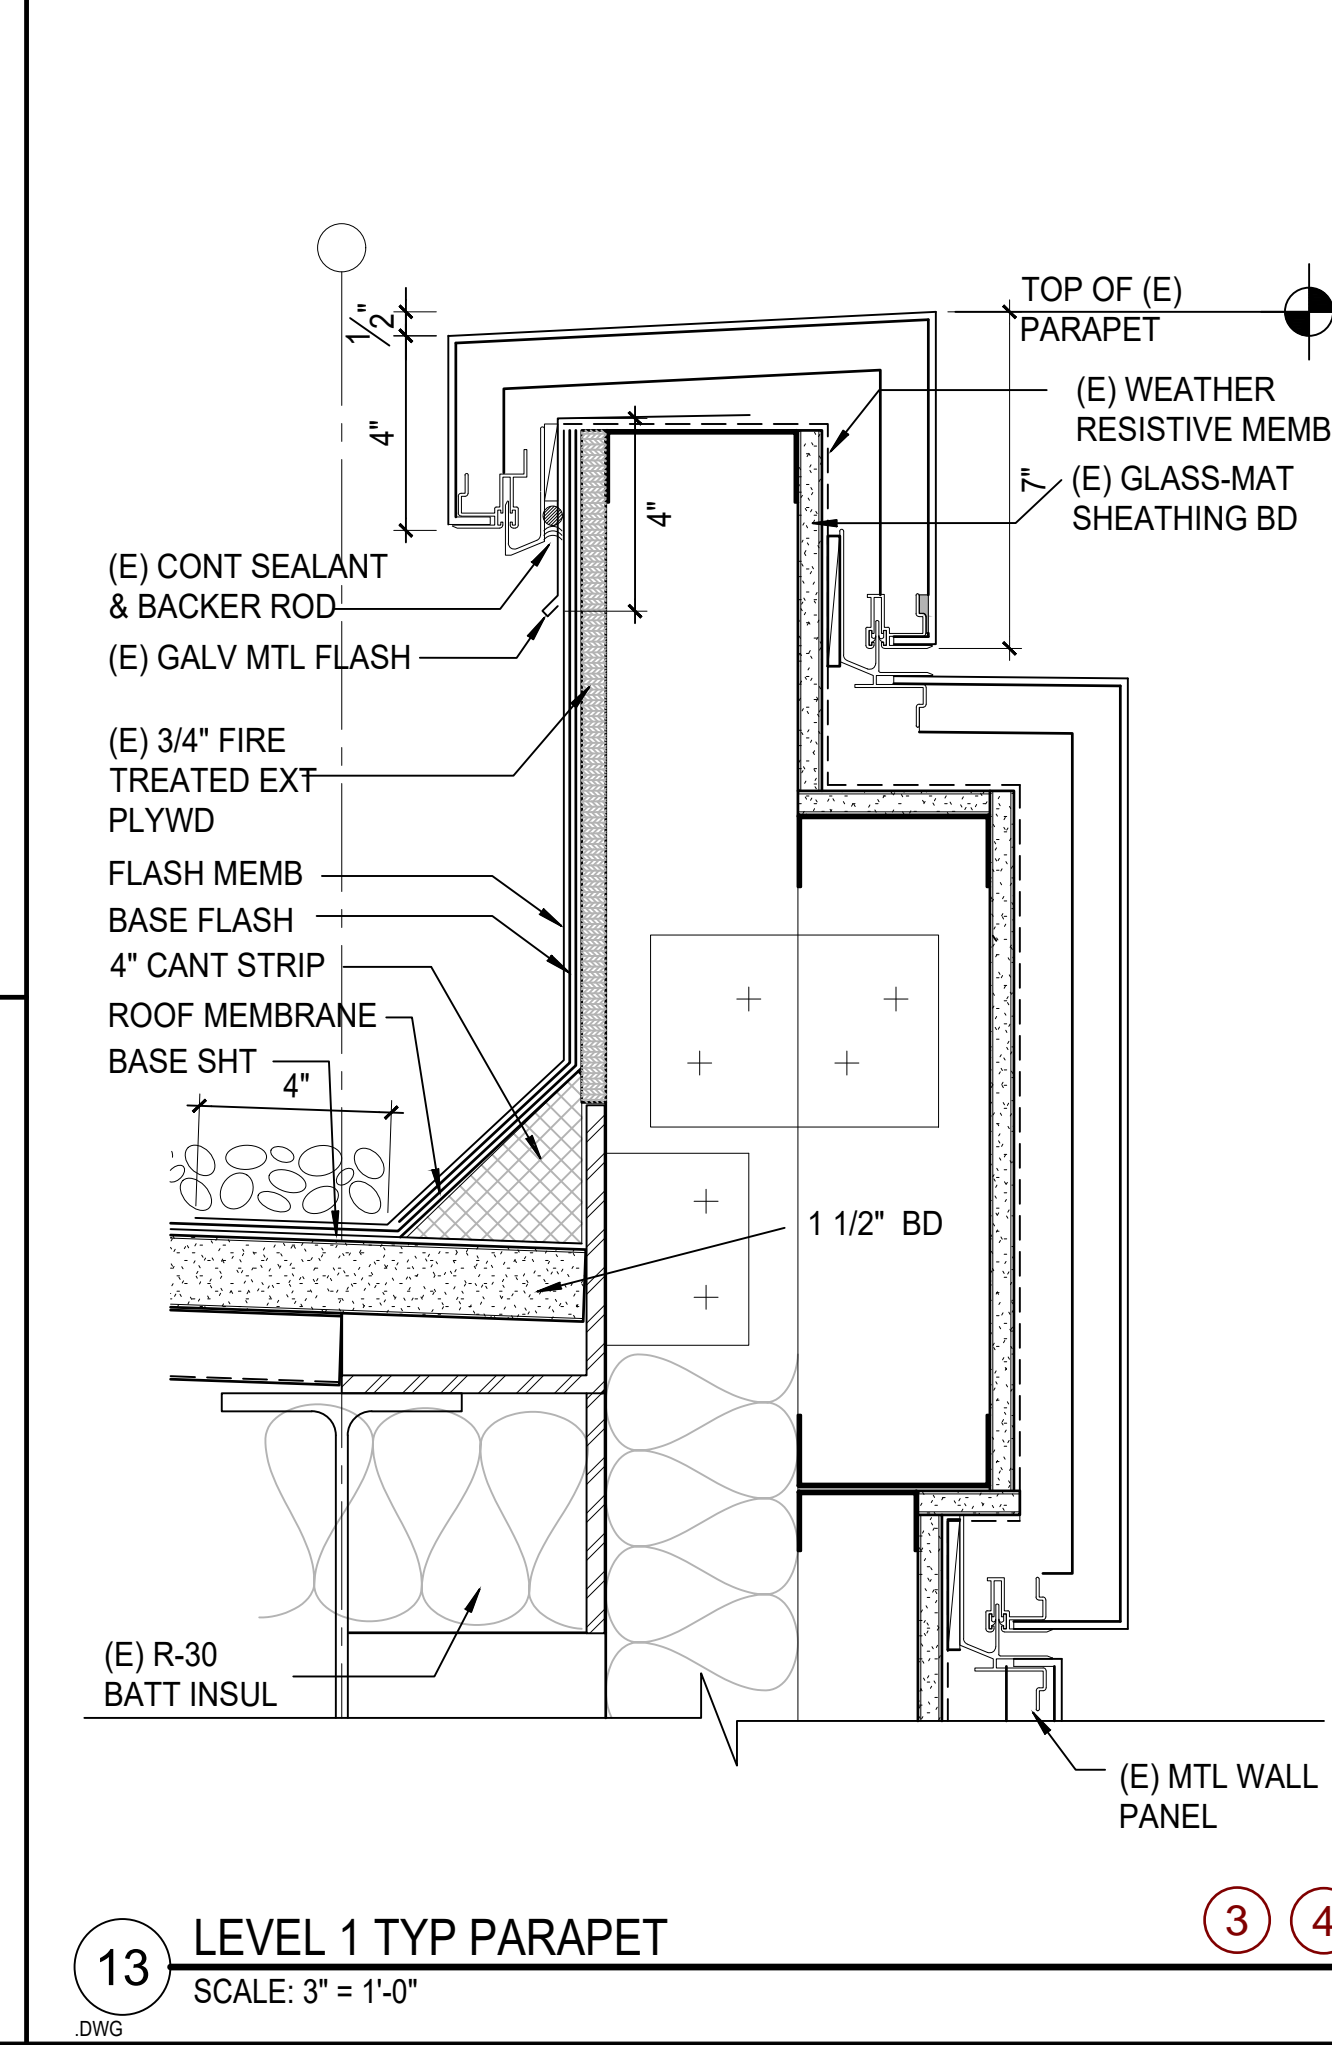 TOP OF (E)
PARAPET
1/2"
4"
(E) WEATHER
RESISTIVE MEMB
7"
(E) GLASS-MAT
SHEATHING BD
4"
(E) CONT SEALANT
& BACKER ROD
(E) GALV MTL FLASH
(E) 3/4" FIRE
TREATED EXT
PLYWD
FLASH MEMB
BASE FLASH
4" CANT STRIP
ROOF MEMBRANE
BASE SHT
4"
1 1/2" BD
(E) R-30
BATT INSUL
(E) MTL WALL
PANEL
3 4
13
LEVEL 1 TYP PARAPET
SCALE: 3" = 1'-0"
.DWG